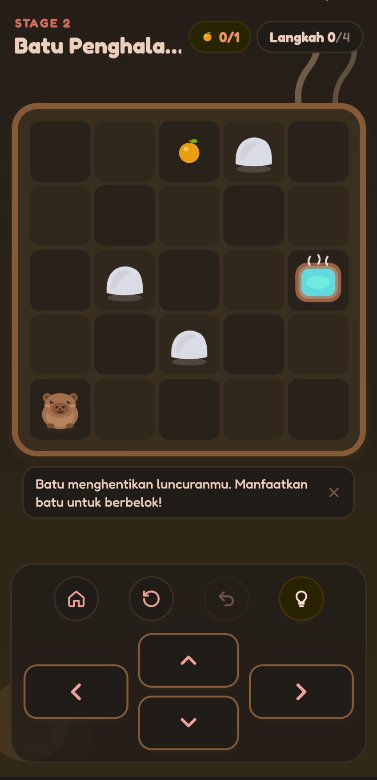 STAGE 2
Batu Penghala...
0/1
Langkah 0/4
Batu menghentikan luncuranmu. Manfaatkan
batu untuk berbelok!